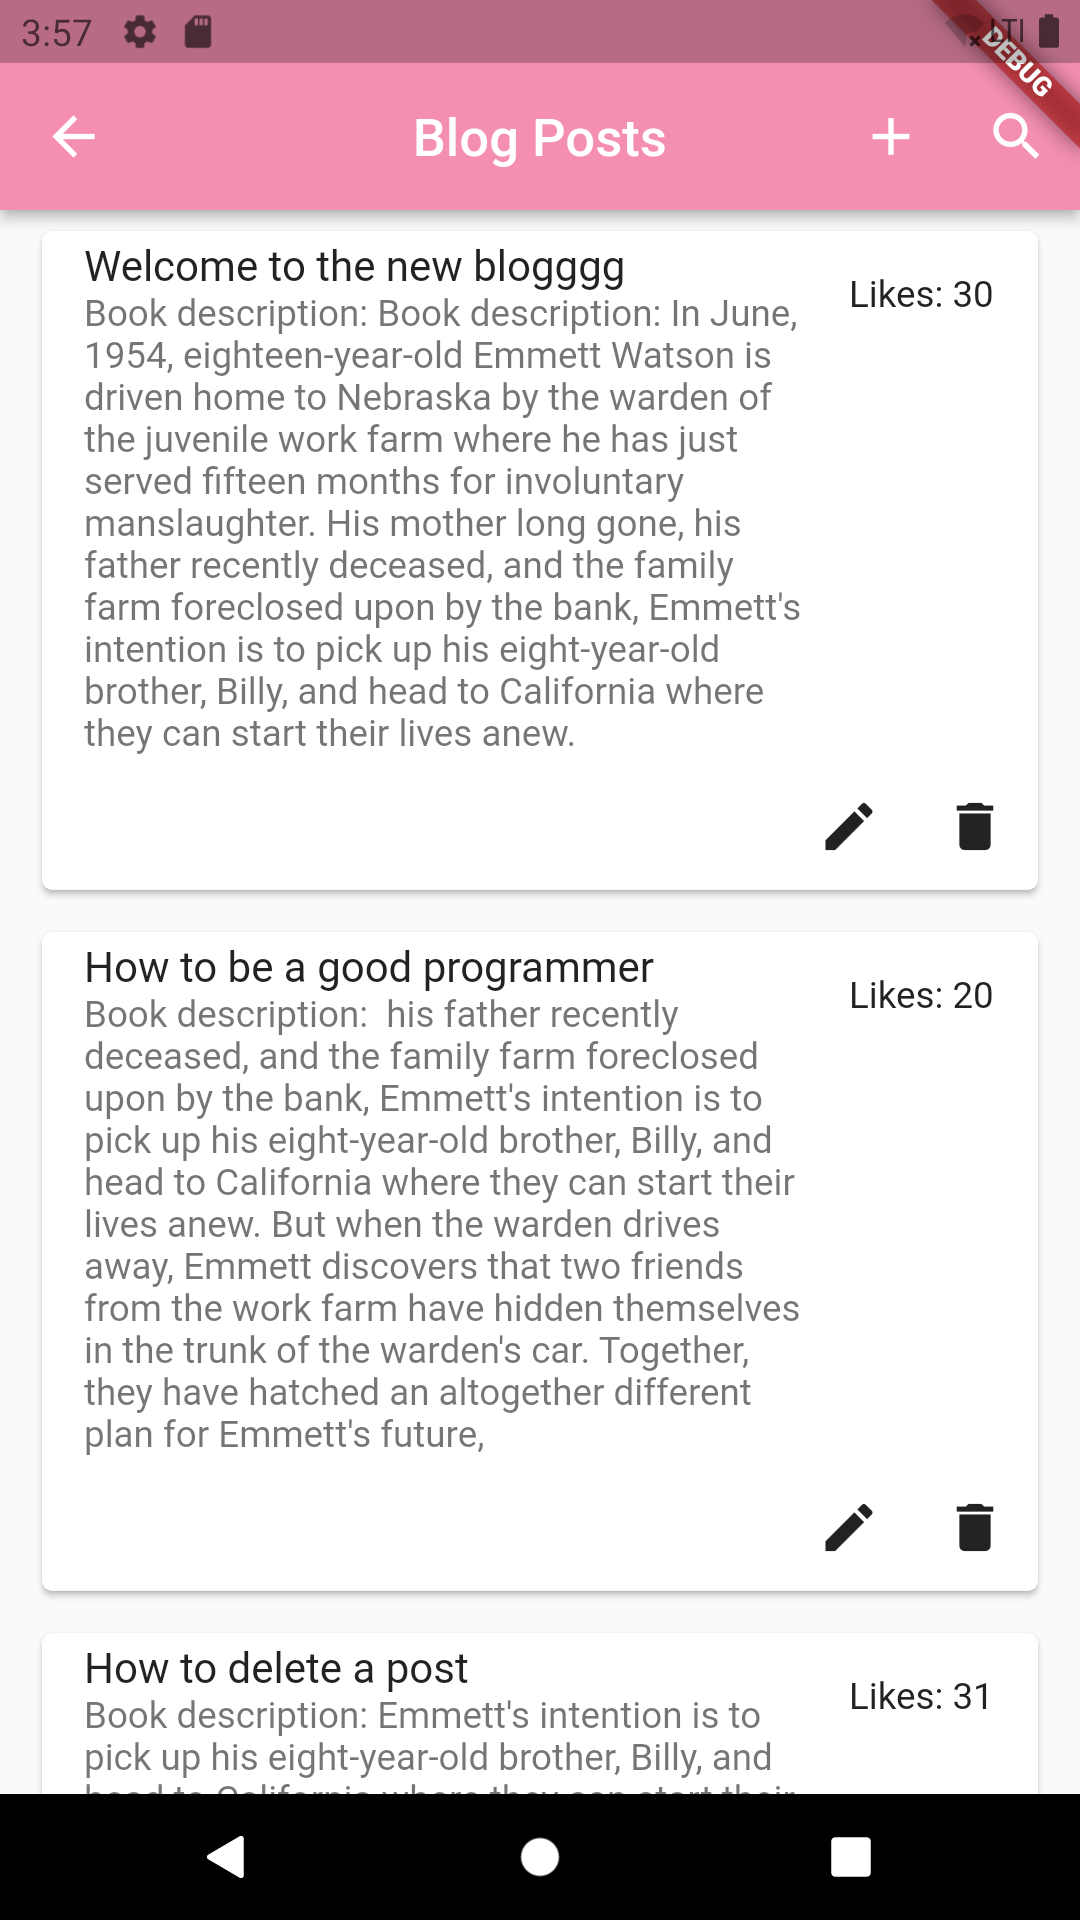 3:57
DEBUG
Blog Posts
Welcome to the new blogggg
Likes: 30
Book description: Book description: In June,
1954, eighteen-year-old Emmett Watson is
driven home to Nebraska by the warden of
the juvenile work farm where he has just
served fifteen months for involuntary
manslaughter. His mother long gone, his
father recently deceased, and the family
farm foreclosed upon by the bank, Emmett's
intention is to pick up his eight-year-old
brother, Billy, and head to California where
they can start their lives anew.
How to be a good programmer
Likes: 20
Book description:  his father recently
deceased, and the family farm foreclosed
upon by the bank, Emmett's intention is to
pick up his eight-year-old brother, Billy, and
head to California where they can start their
lives anew. But when the warden drives
away, Emmett discovers that two friends
from the work farm have hidden themselves
in the trunk of the warden's car. Together,
they have hatched an altogether different
plan for Emmett's future,
How to delete a post
Likes: 31
Book description: Emmett's intention is to
pick up his eight-year-old brother, Billy, and
head to California where they can start their